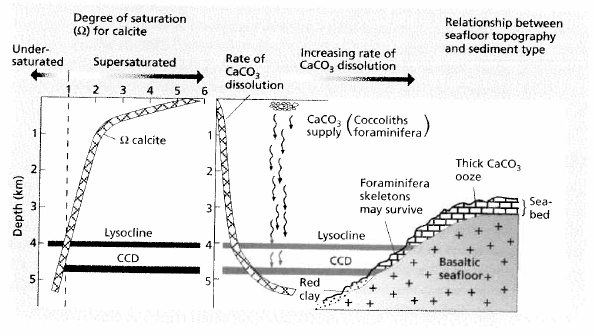 Degree of saturation
(Ω) for calcite
Under-
saturated
Supersaturated
1 2 3 4 5 6
Depth (km)
1
2
3
4
5
Ω calcite
Lysocline
CCD
Rate of
CaCO₃
dissolution
Increasing rate of
CaCO₃ dissolution
1
2
3
4
5
CaCO₃
supply
(Coccoliths
foraminifera)
Lysocline
CCD
Red
clay
Relationship between
seafloor topography
and sediment type
Foraminifera
skeletons
may survive
Thick CaCO₃
ooze
Sea-
bed
Basaltic
seafloor